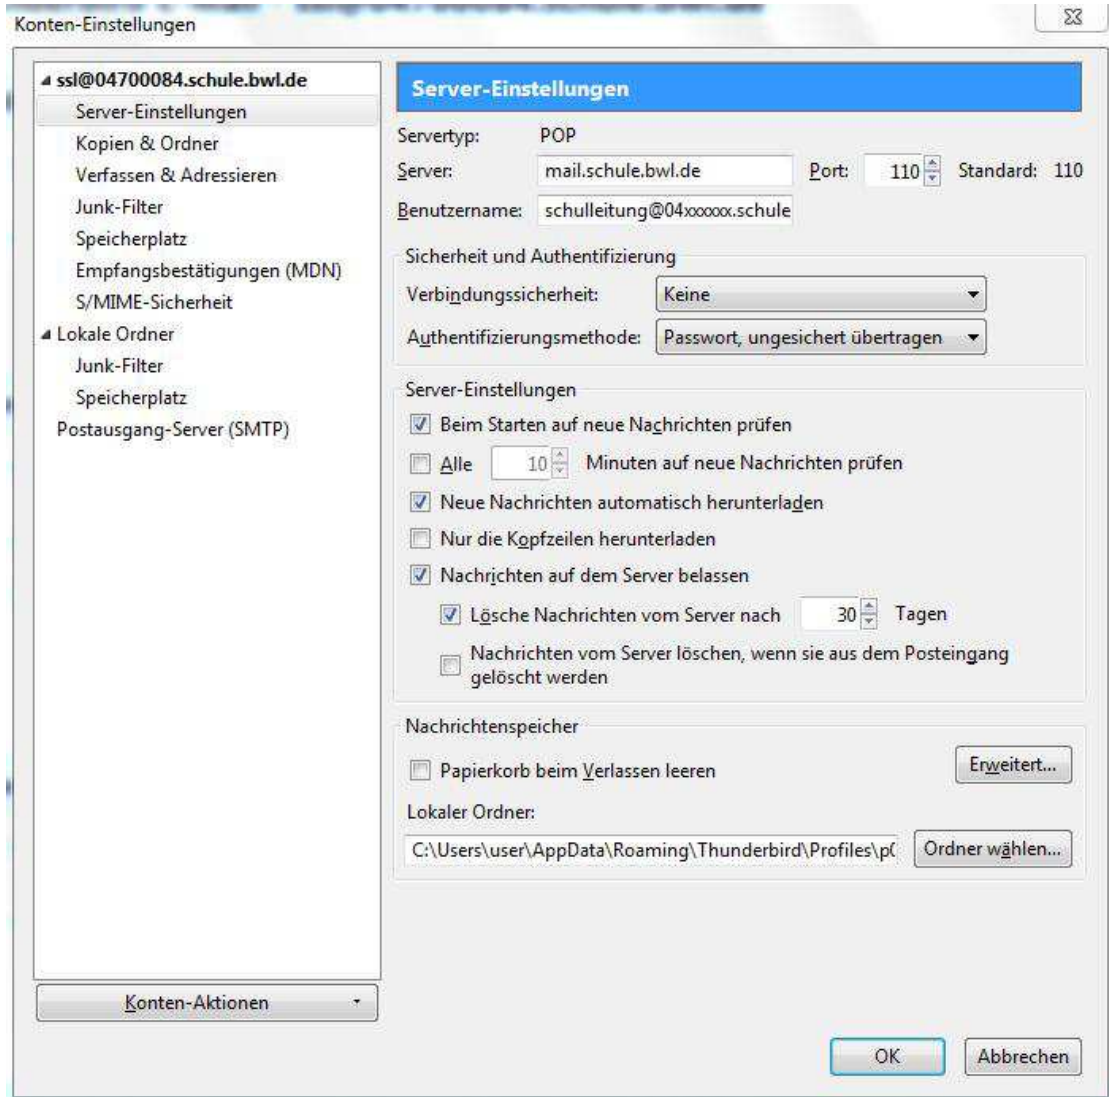 Konten-Einstellungen
ssl@04700084.schule.bwl.de
Server-Einstellungen
Kopien & Ordner
Verfassen & Adressieren
Junk-Filter
Speicherplatz
Empfangsbestätigungen (MDN)
S/MIME-Sicherheit
Lokale Ordner
Junk-Filter
Speicherplatz
Postausgang-Server (SMTP)
Konten-Aktionen
Server-Einstellungen
Servertyp: POP
Server: mail.schule.bwl.de Port: 110 Standard: 110
Benutzername: schulleitung@04xxxxxx.schule
Sicherheit und Authentifizierung
Verbindungssicherheit: Keine
Authentifizierungsmethode: Passwort, ungesichert übertragen
Server-Einstellungen
Beim Starten auf neue Nachrichten prüfen
Alle 10 Minuten auf neue Nachrichten prüfen
Neue Nachrichten automatisch herunterladen
Nur die Kopfzeilen herunterladen
Nachrichten auf dem Server belassen
Lösche Nachrichten vom Server nach 30 Tagen
Nachrichten vom Server löschen, wenn sie aus dem Posteingang
gelöscht werden
Nachrichtenspeicher
Papierkorb beim Verlassen leeren Erweitert...
Lokaler Ordner:
C:\Users\user\AppData\Roaming\Thunderbird\Profiles\p0 Ordner wählen...
OK Abbrechen